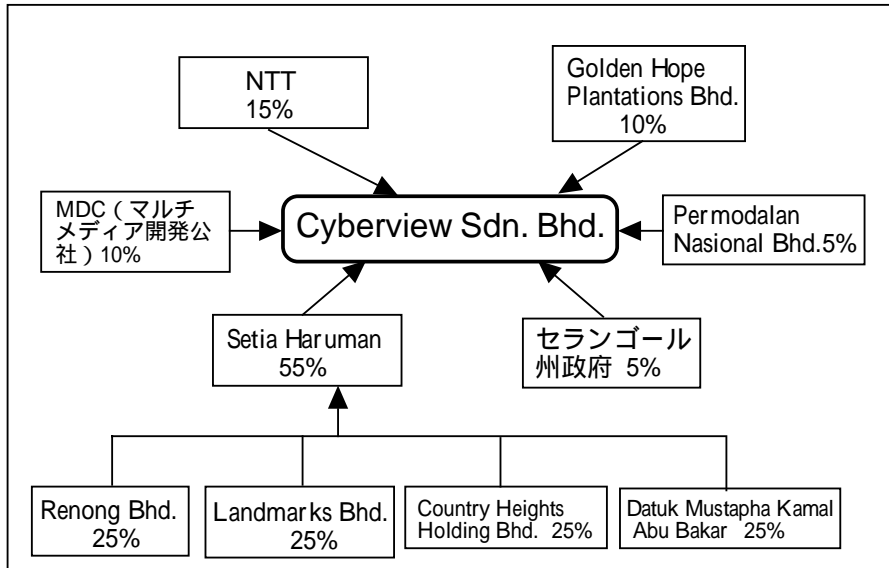 NTT
15%
Golden Hope
Plantations Bhd.
10%
MDC（マルチ
メディア開発公
社）10%
Cyberview Sdn. Bhd.
Permodalan
Nasional Bhd.5%
Setia Haruman
55%
セランゴール
州政府 5%
Renong Bhd.
25%
Landmarks Bhd.
25%
Country Heights
Holding Bhd. 25%
Datuk Mustapha Kamal
Abu Bakar 25%